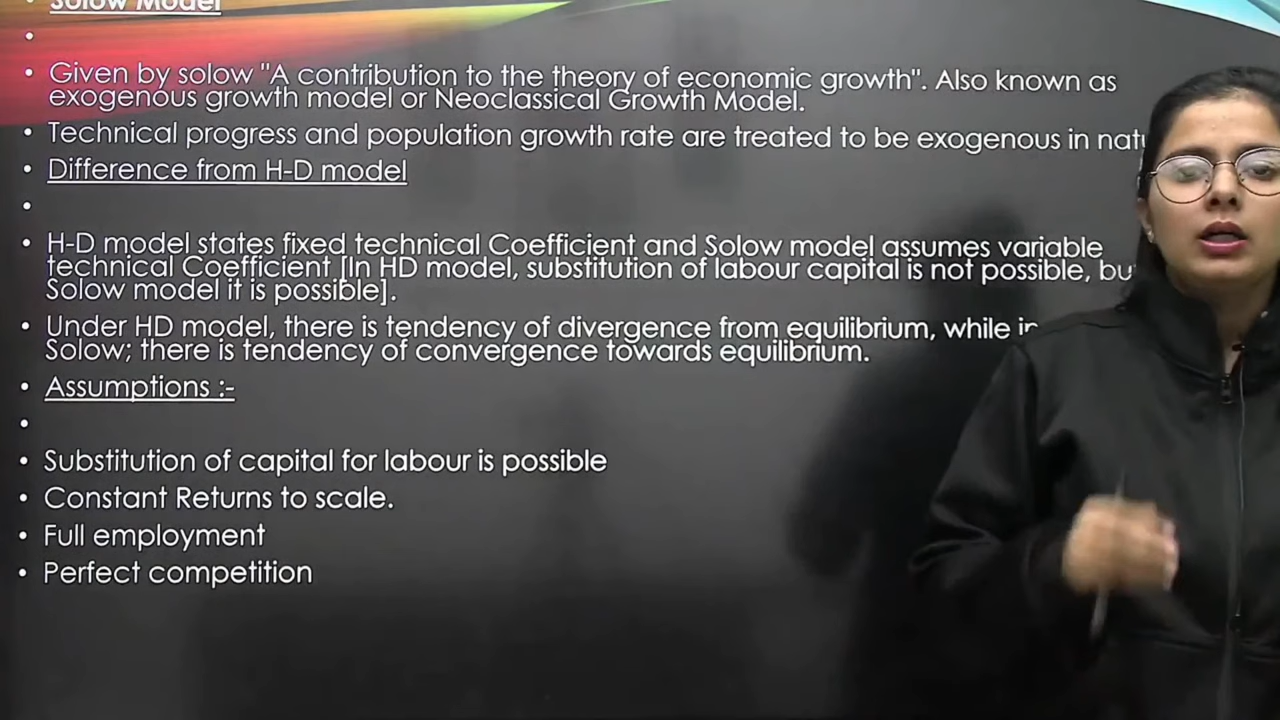 • Solow Model
•
• Given by solow "A contribution to the theory of economic growth". Also known as
exogenous growth model or Neoclassical Growth Model.
• Technical progress and population growth rate are treated to be exogenous in natu
• Difference from H-D model
•
• H-D model states fixed technical Coefficient and Solow model assumes variable
technical Coefficient [In HD model, substitution of labour capital is not possible, bu
Solow model it is possible].
• Under HD model, there is tendency of divergence from equilibrium, while in
Solow; there is tendency of convergence towards equilibrium.
• Assumptions :-
•
• Substitution of capital for labour is possible
• Constant Returns to scale.
• Full employment
• Perfect competition